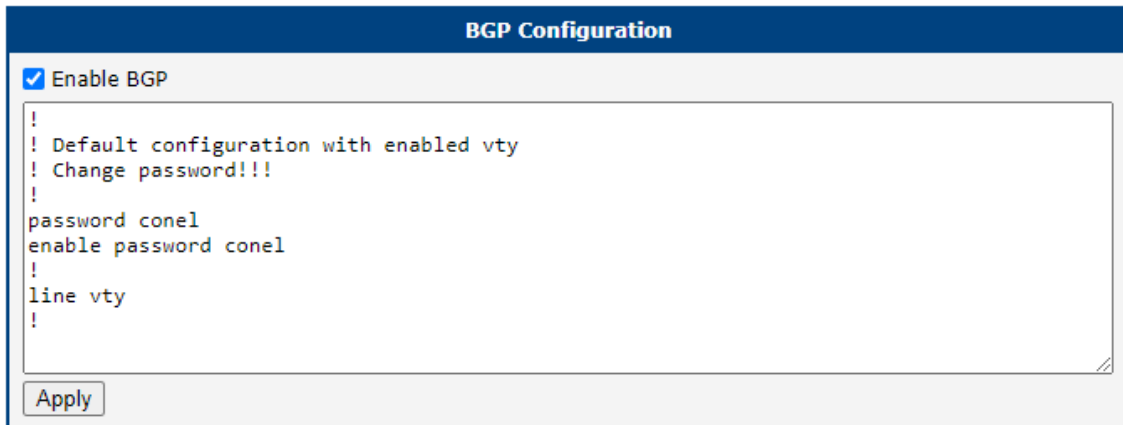 BGP Configuration
Enable BGP
!
! Default configuration with enabled vty
! Change password!!!
!
password conel
enable password conel
!
line vty
!
Apply